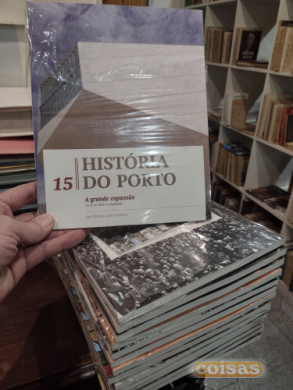 15
HISTÓRIA
DO PORTO
A grande expansão
coisas